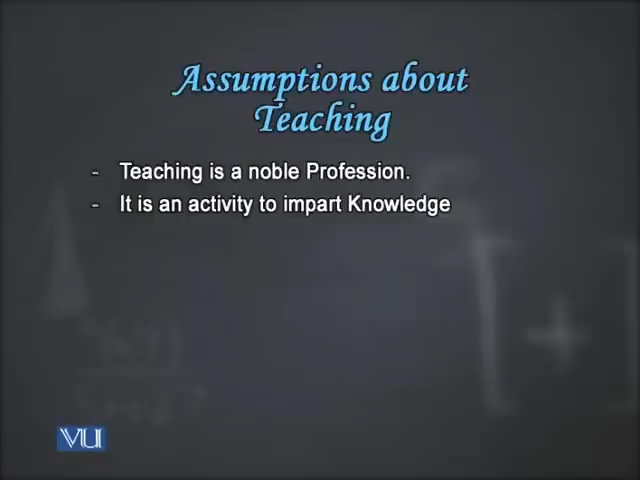 Assumptions about
Teaching
- Teaching is a noble Profession.
- It is an activity to impart Knowledge
VU